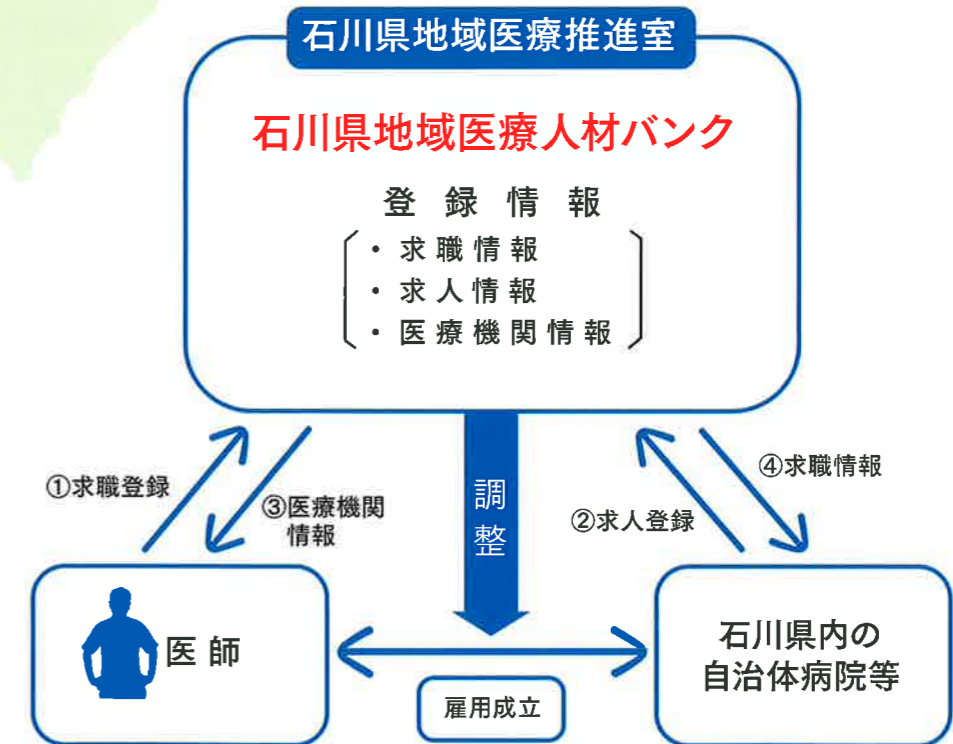 石川県地域医療推進室
石川県地域医療人材バンク
登録情報
・求職情報
・求人情報
・医療機関情報
①求職登録
③医療機関
情報
調整
②求人登録
④求職情報
医師
石川県内の
自治体病院等
雇用成立